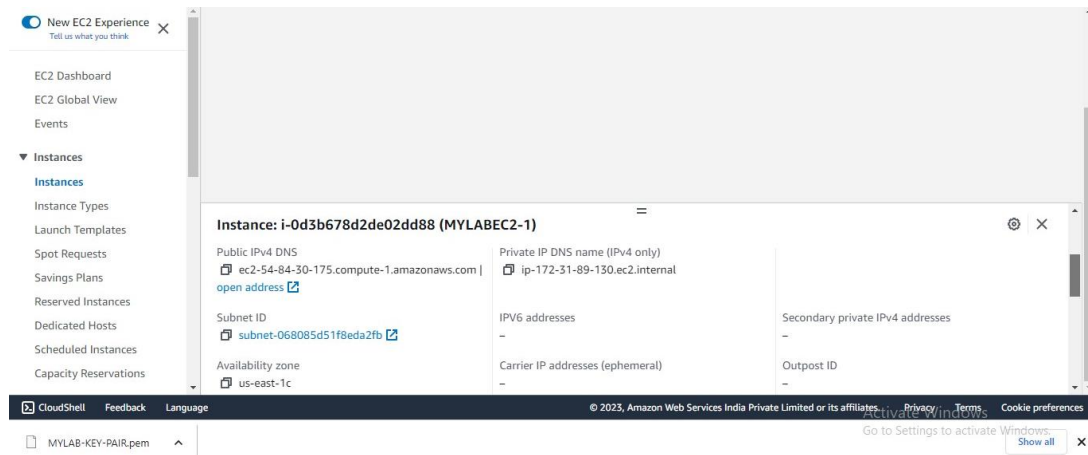 New EC2 Experience
Tell us what you think
EC2 Dashboard
EC2 Global View
Events
Instances
Instances
Instance Types
Launch Templates
Spot Requests
Savings Plans
Reserved Instances
Dedicated Hosts
Scheduled Instances
Capacity Reservations
Instance: i-0d3b678d2de02dd88 (MYLABEC2-1)
Public IPv4 DNS
ec2-54-84-30-175.compute-1.amazonaws.com |
open address
Private IP DNS name (IPv4 only)
ip-172-31-89-130.ec2.internal
Subnet ID
subnet-068085d51f8eda2fb
IPV6 addresses
–
Secondary private IPv4 addresses
–
Availability zone
us-east-1c
Carrier IP addresses (ephemeral)
–
Outpost ID
–
CloudShell Feedback Language
© 2023, Amazon Web Services India Private Limited or its affiliates. Privacy Terms Cookie preferences
Activate Windows
Go to Settings to activate Windows.
MYLAB-KEY-PAIR.pem
Show all